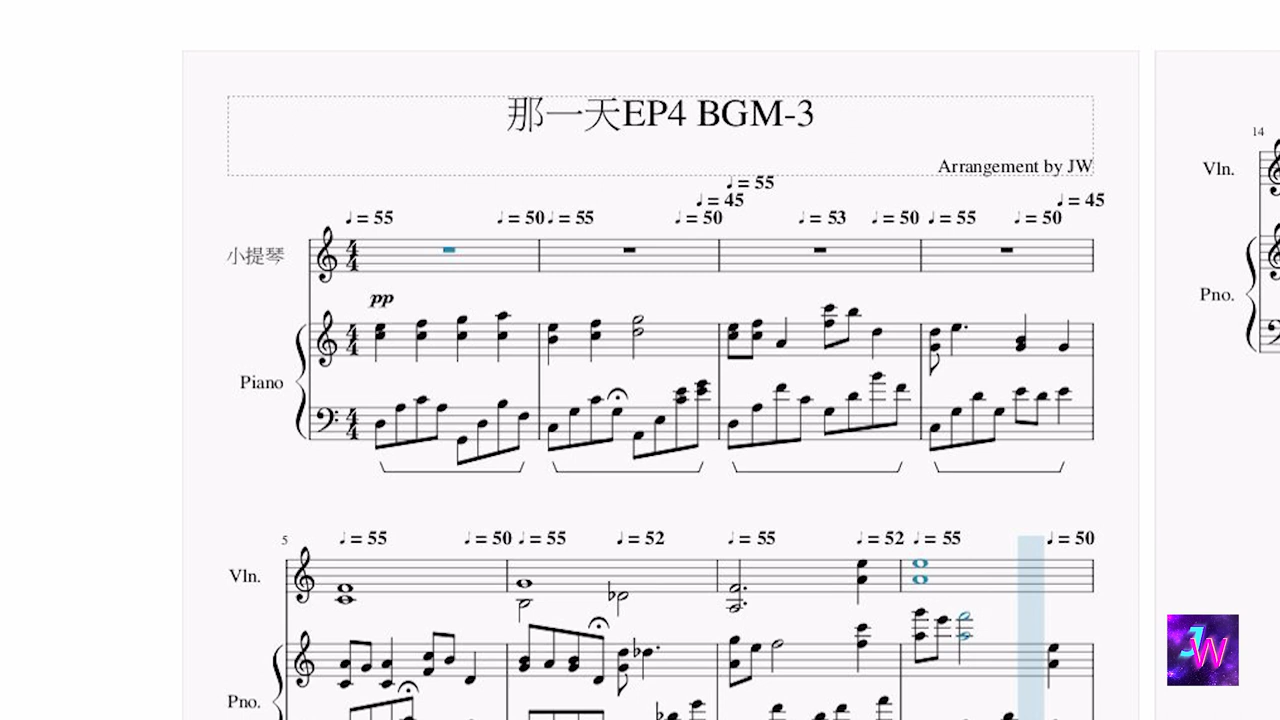 那一天EP4 BGM-3
Arrangement by JW
♩= 55
♩= 45
♩= 55 ♩= 50 ♩= 55 ♩= 50 ♩= 53 ♩= 50 ♩= 55 ♩= 50 ♩= 45
小提琴
pp
Piano
5 ♩= 55 ♩= 50 ♩= 55 ♩= 52 ♩= 55 ♩= 52 ♩= 55 ♩= 50
Vln.
Pno.
14
Vln.
Pno.
JW